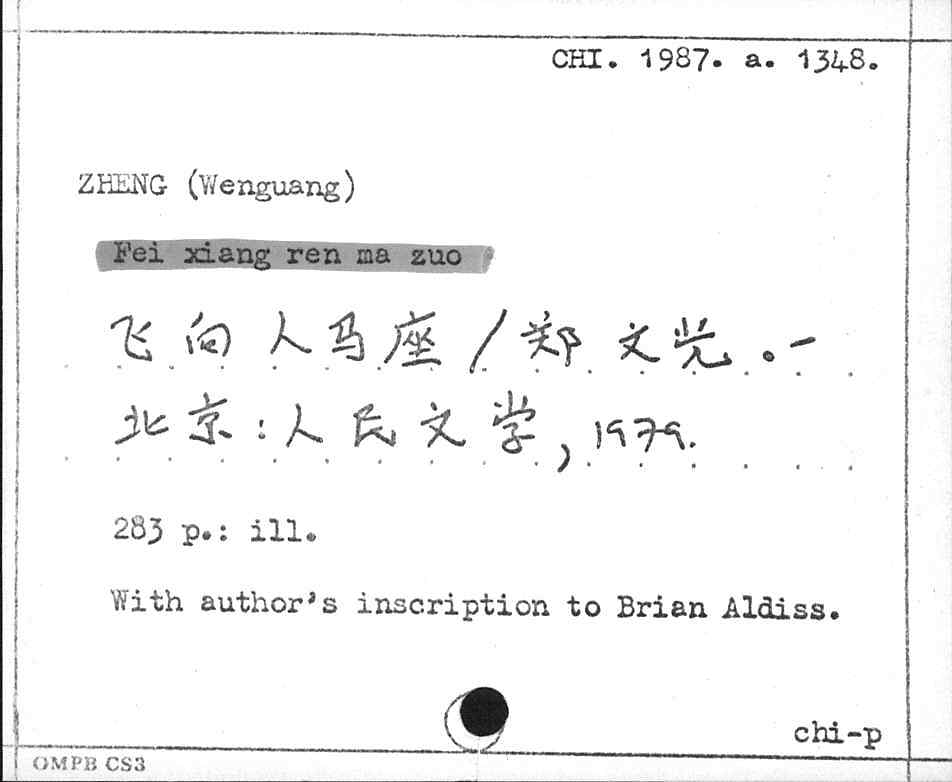 CHI. 1987. a. 1348.
ZHENG (Wenguang)
Fei xiang ren ma zuo
飞向人马座/郑文光.-
北京:人民文学,1979.
283 p.: ill.
With author's inscription to Brian Aldiss.
chi-p
OMPB CS3